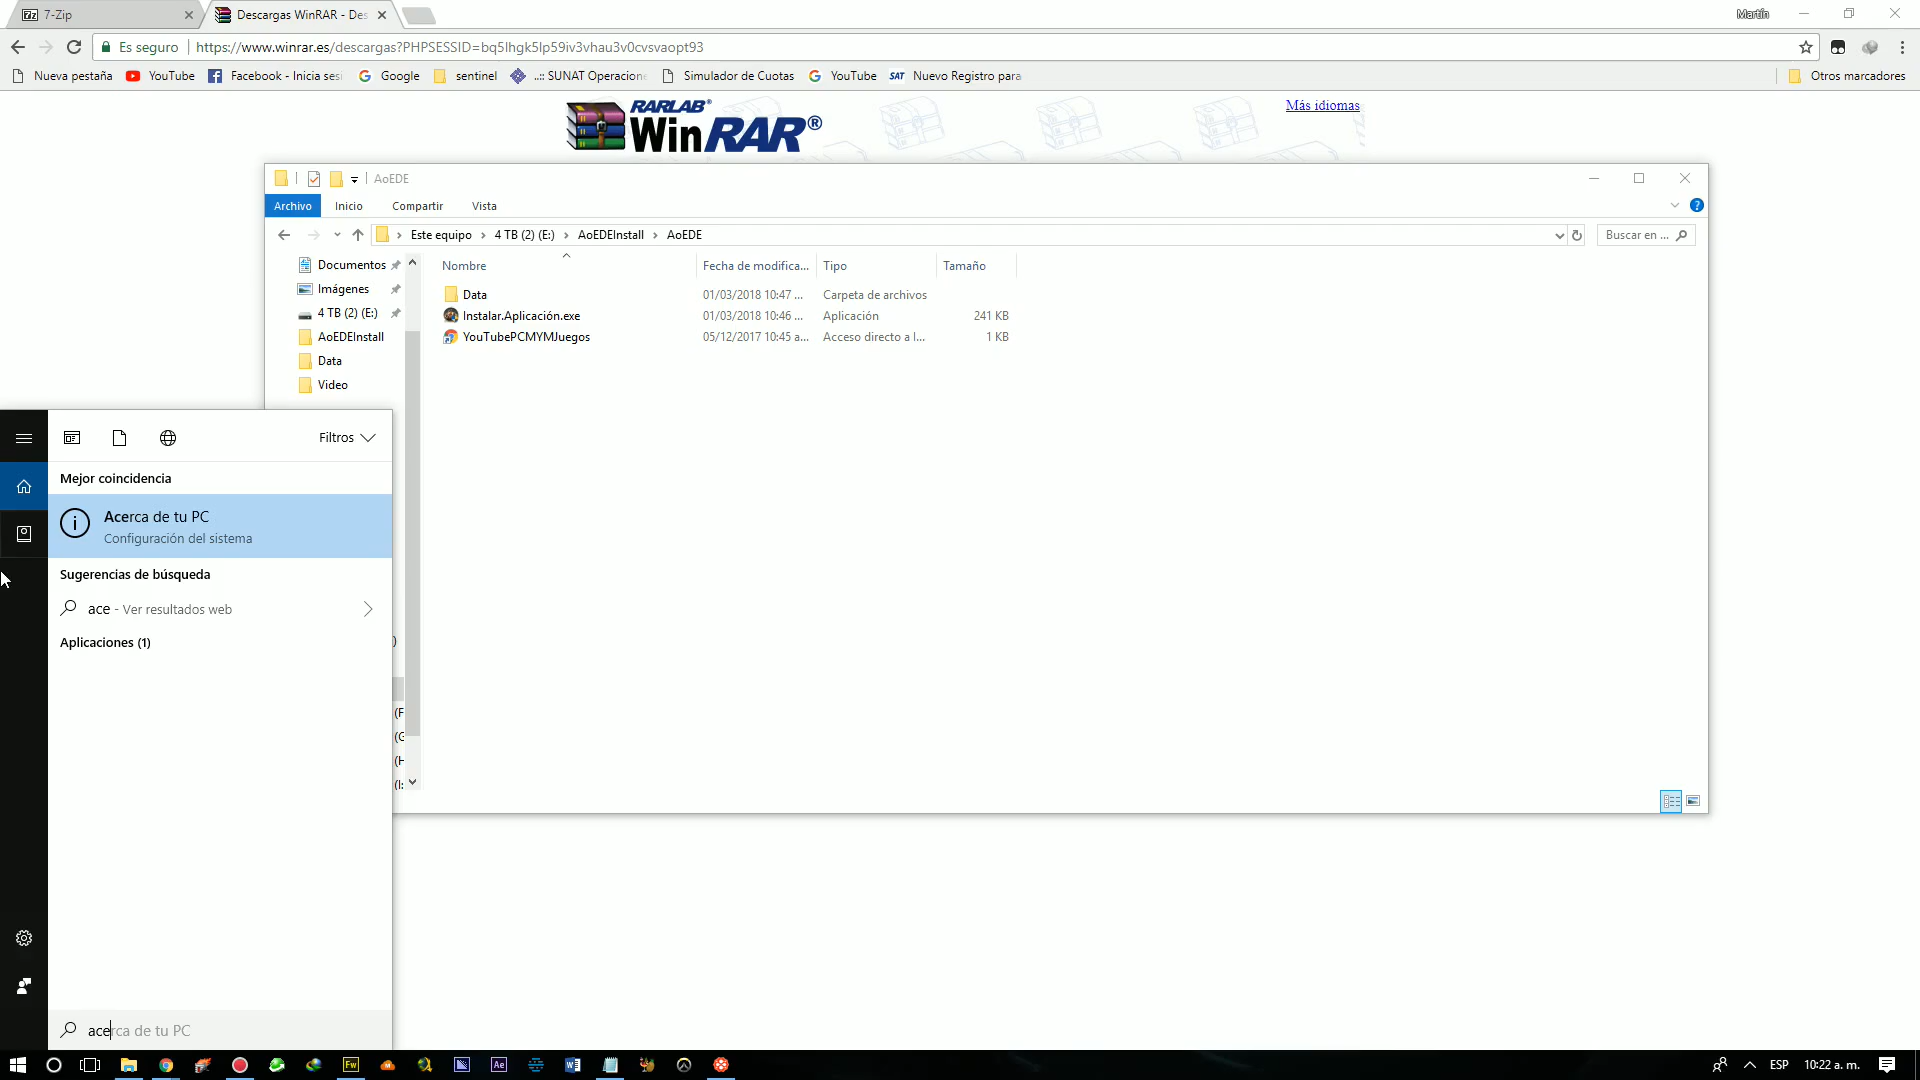 7-Zip
Descargas WinRAR - Des
Martín
Es seguro
https://www.winrar.es/descargas?PHPSESSID=bq5lhgk5lp59iv3vhau3v0cvsvaopt93
Nueva pestaña
YouTube
Facebook - Inicia sesi
Google
sentinel
..:: SUNAT Operacione
Simulador de Cuotas
YouTube
SAT
Nuevo Registro para
Otros marcadores
RARLAB®
WinRAR®
Más idiomas
AoEDE
Archivo
Inicio
Compartir
Vista
Este equipo
4 TB (2) (E:)
AoEDEInstall
AoEDE
Buscar en ...
Documentos
Imágenes
4 TB (2) (E:)
AoEDEInstall
Data
Video
Nombre
Fecha de modifica...
Tipo
Tamaño
Data
01/03/2018 10:47 ...
Carpeta de archivos
Instalar.Aplicación.exe
01/03/2018 10:46 ...
Aplicación
241 KB
YouTubePCMYMJuegos
05/12/2017 10:45 a...
Acceso directo a l...
1 KB
Filtros
Mejor coincidencia
Acerca de tu PC
Configuración del sistema
Sugerencias de búsqueda
ace - Ver resultados web
Aplicaciones (1)
)
(F
(G
(H
(I:
acerca de tu PC
Fw
Ae
ESP
10:22 a. m.